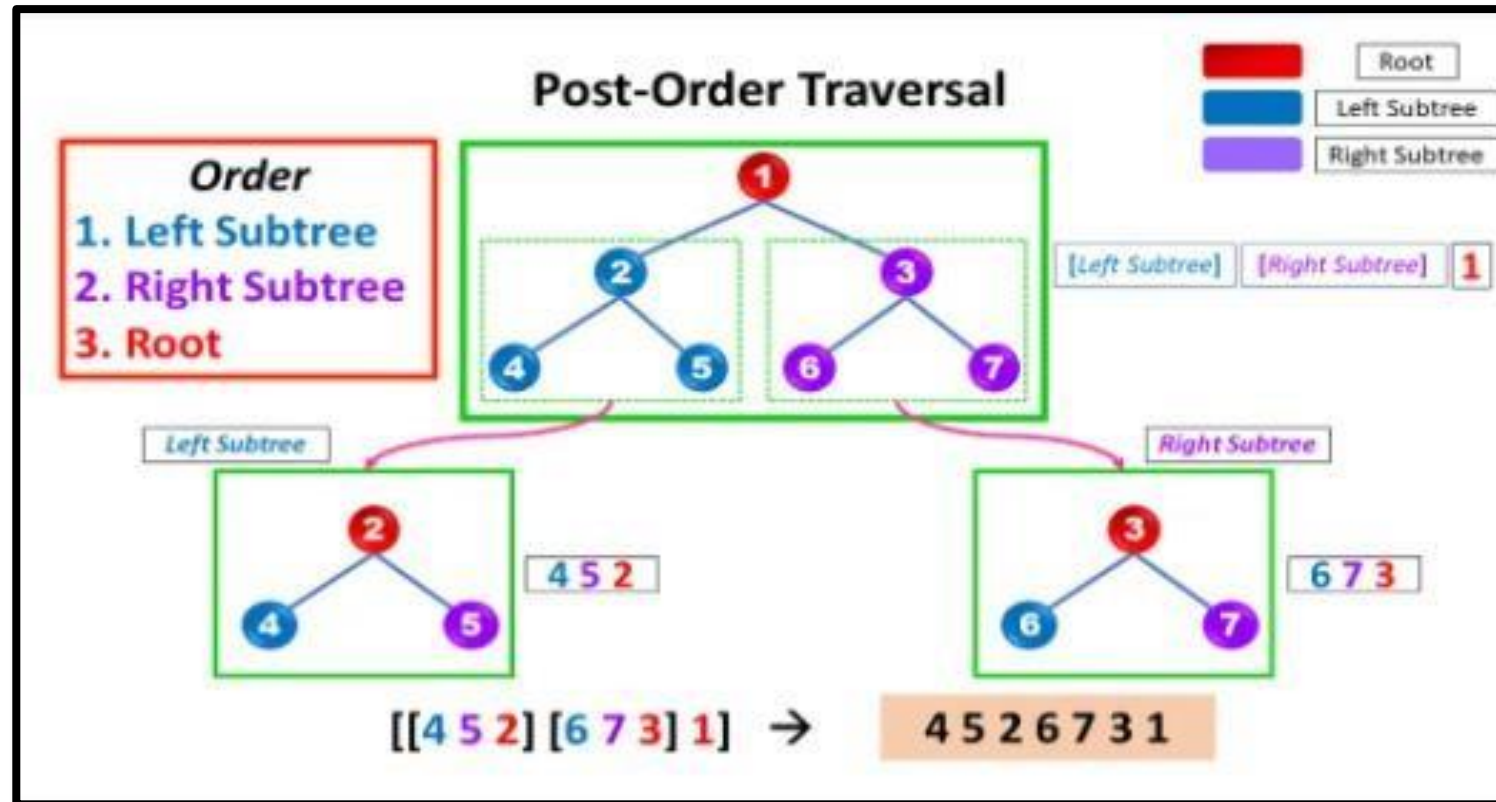 Post-Order Traversal
Root
Left Subtree
Right Subtree
Order
1. Left Subtree
2. Right Subtree
3. Root
1
2
3
4
5
6
7
[Left Subtree] [Right Subtree] 1
Left Subtree
Right Subtree
2
4
5
4 5 2
3
6
7
6 7 3
[[4 5 2] [6 7 3] 1] → 4 5 2 6 7 3 1